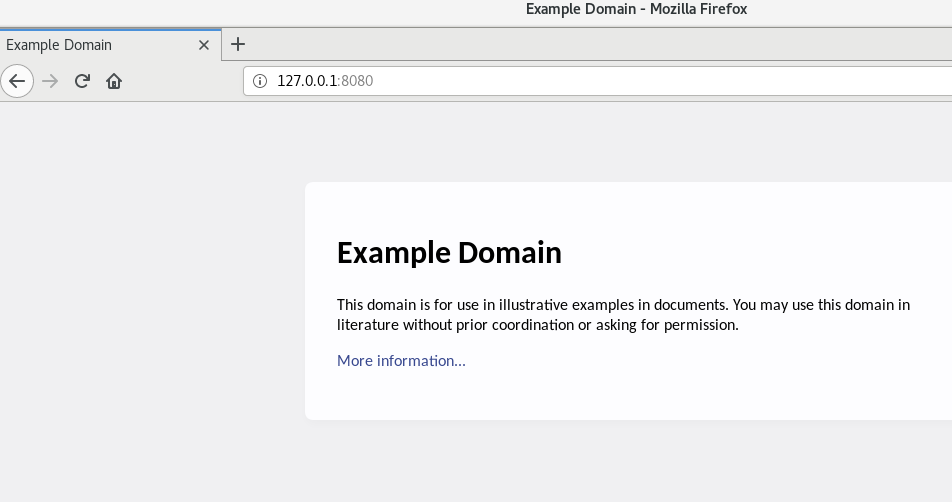 Example Domain - Mozilla Firefox
Example Domain
127.0.0.1:8080
Example Domain
This domain is for use in illustrative examples in documents. You may use this domain in
literature without prior coordination or asking for permission.
More information...